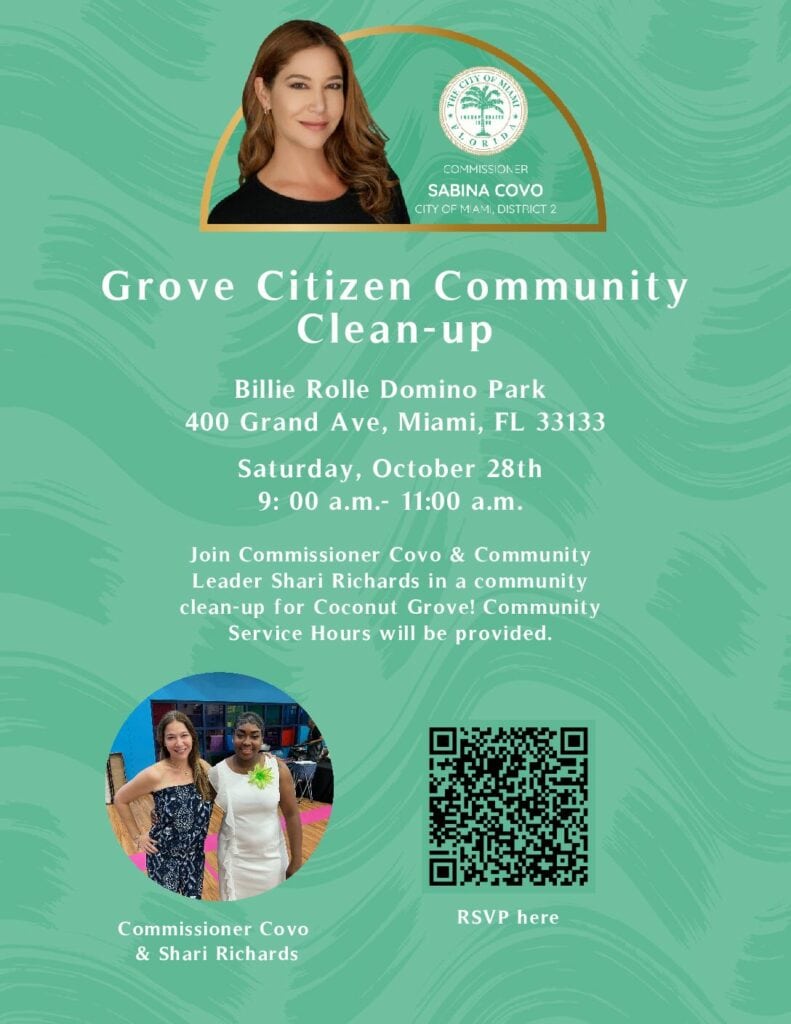 THE CITY OF MIAMI
FLORIDA
COMMISSIONER
SABINA COVO
CITY OF MIAMI, DISTRICT 2
Grove Citizen Community
Clean-up
Billie Rolle Domino Park
400 Grand Ave, Miami, FL 33133
Saturday, October 28th
9: 00 a.m.- 11:00 a.m.
Join Commissioner Covo & Community
Leader Shari Richards in a community
clean-up for Coconut Grove! Community
Service Hours will be provided.
RSVP here
Commissioner Covo
& Shari Richards